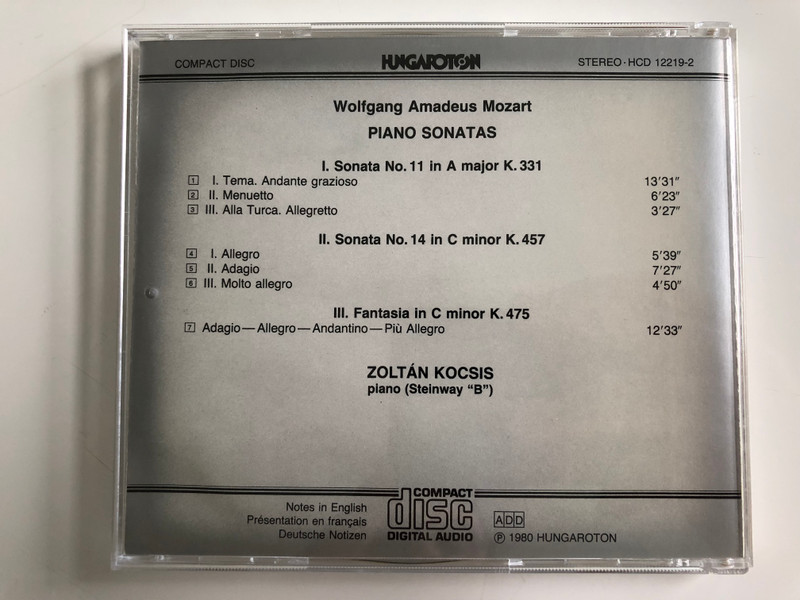 COMPACT DISC HUNGAROTON STEREO·HCD 12219-2
Wolfgang Amadeus Mozart
PIANO SONATAS
I. Sonata No. 11 in A major K. 331
1 I. Tema. Andante grazioso 13’31”
2 II. Menuetto 6’23”
3 III. Alla Turca. Allegretto 3’27”
II. Sonata No. 14 in C minor K. 457
4 I. Allegro 5’39”
5 II. Adagio 7’27”
6 III. Molto allegro 4’50”
III. Fantasia in C minor K. 475
7 Adagio—Allegro—Andantino—Più Allegro 12’33”
ZOLTÁN KOCSIS
piano (Steinway “B”)
Notes in English
Présentation en français
Deutsche Notizen
COMPACT
disc
DIGITAL AUDIO
ADD
℗ 1980 HUNGAROTON